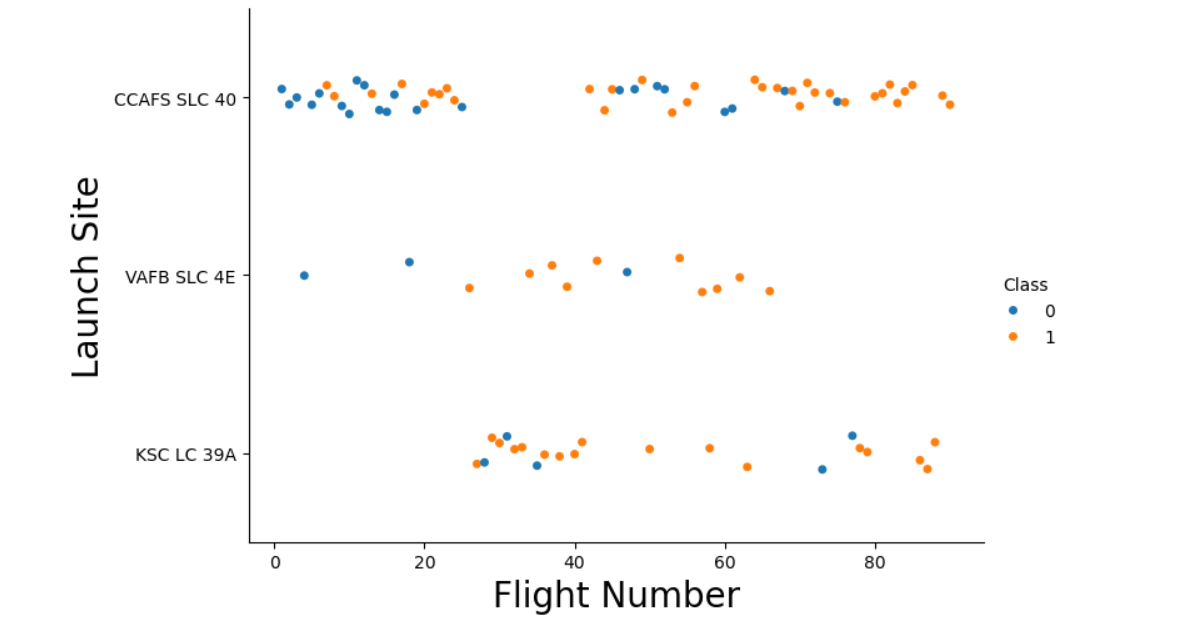 CCAFS SLC 40
VAFB SLC 4E
KSC LC 39A
Launch Site
0 20 40 60 80
Flight Number
Class
0
1